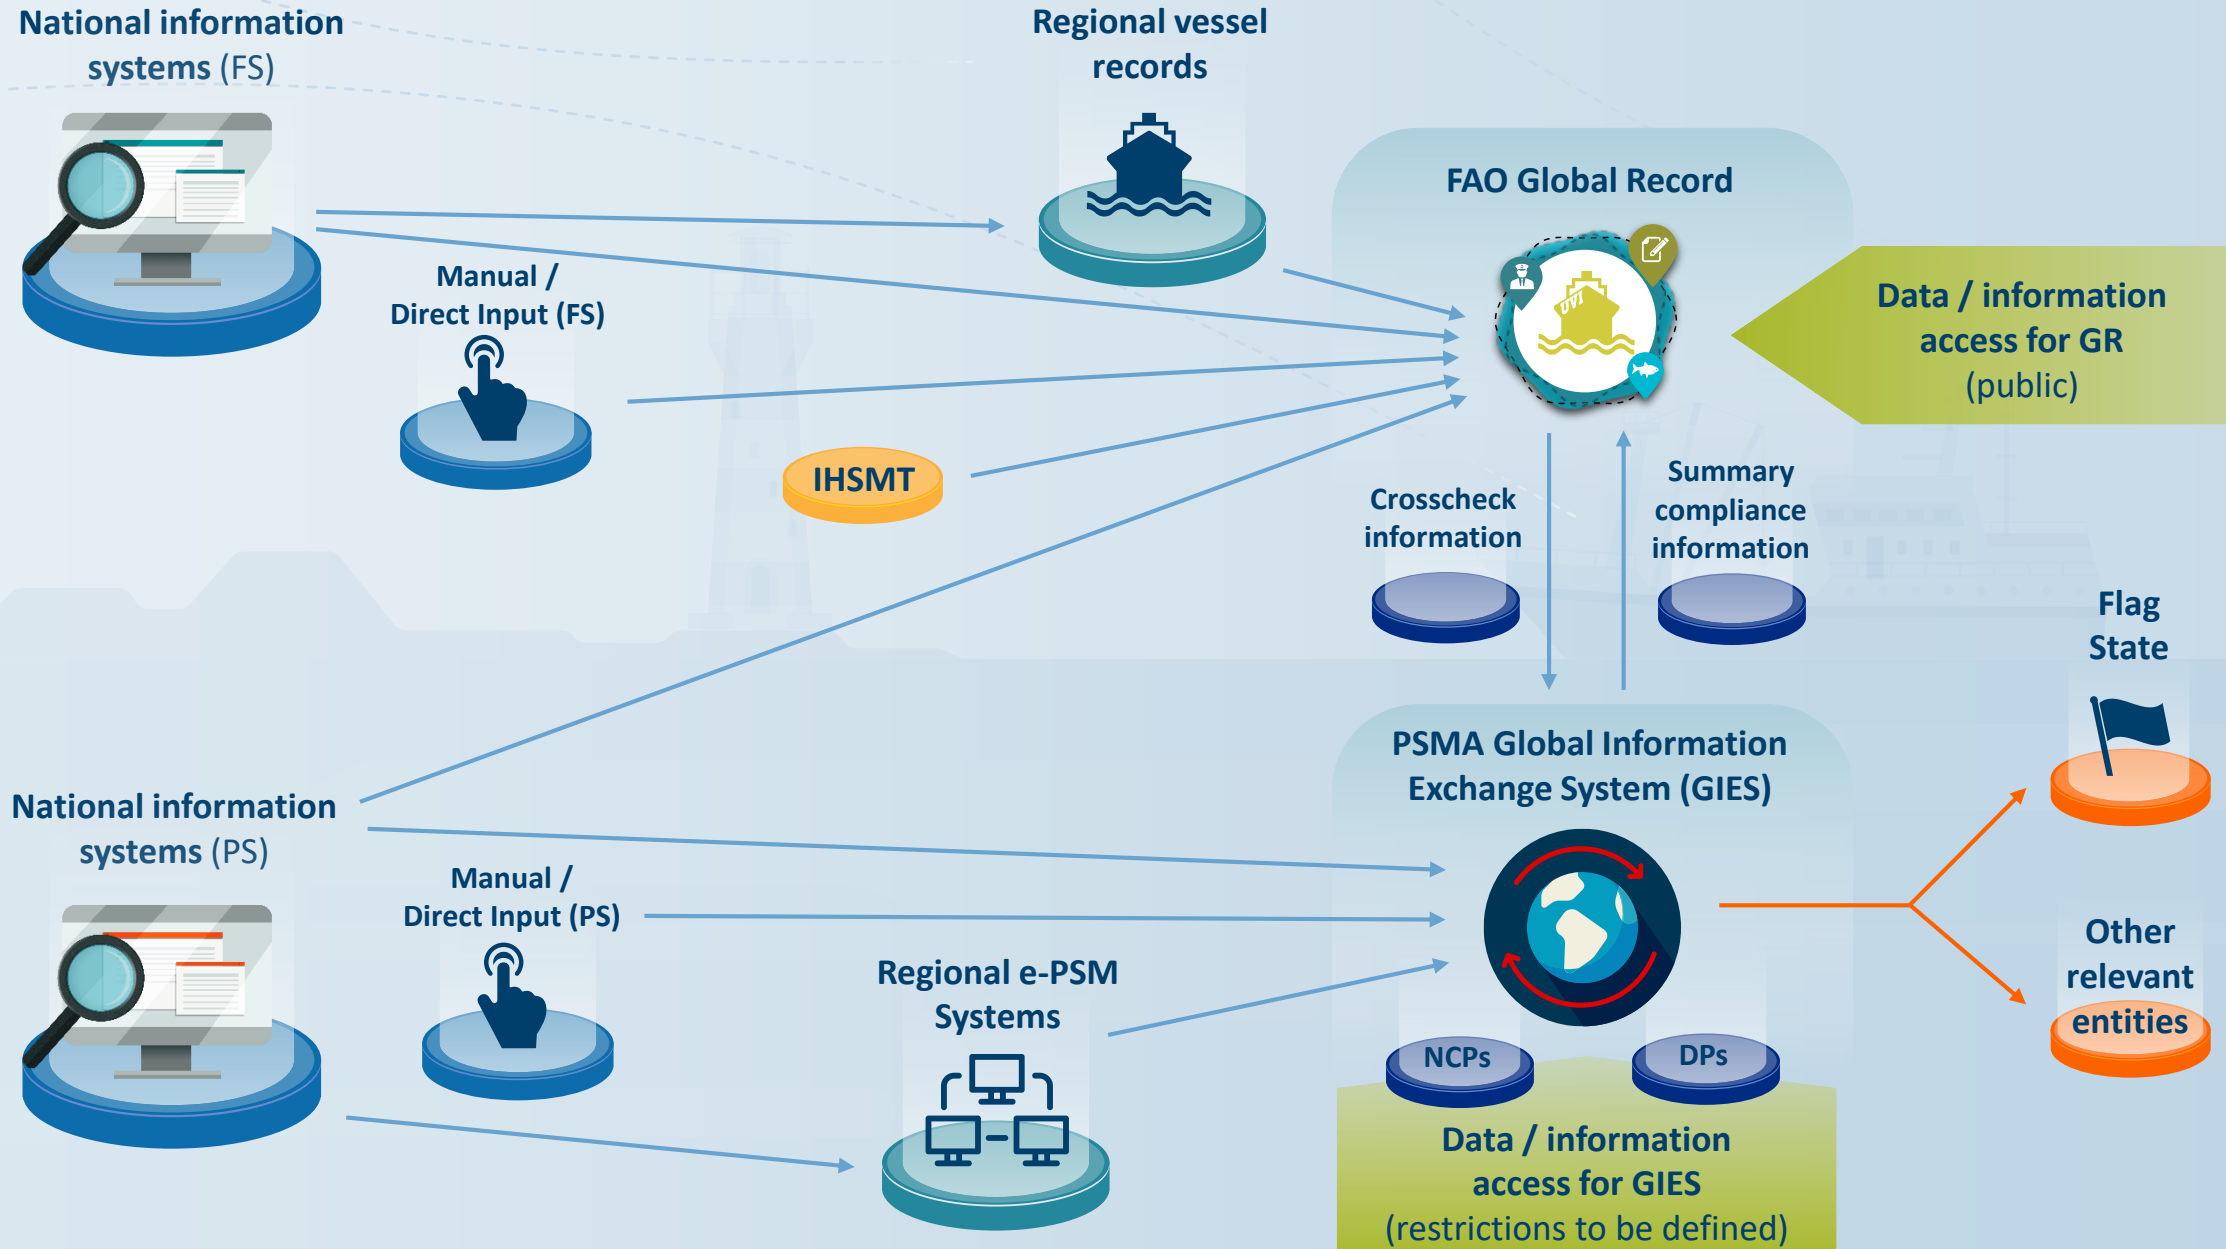 National information
systems (FS)
Regional vessel
records
FAO Global Record
UVI
Manual /
Direct Input (FS)
Data / information
access for GR
(public)
IHSMT
Crosscheck
information
Summary
compliance
information
Flag
State
PSMA Global Information
Exchange System (GIES)
National information
systems (PS)
Manual /
Direct Input (PS)
Regional e-PSM
Systems
Other
relevant
entities
NCPs
DPs
Data / information
access for GIES
(restrictions to be defined)